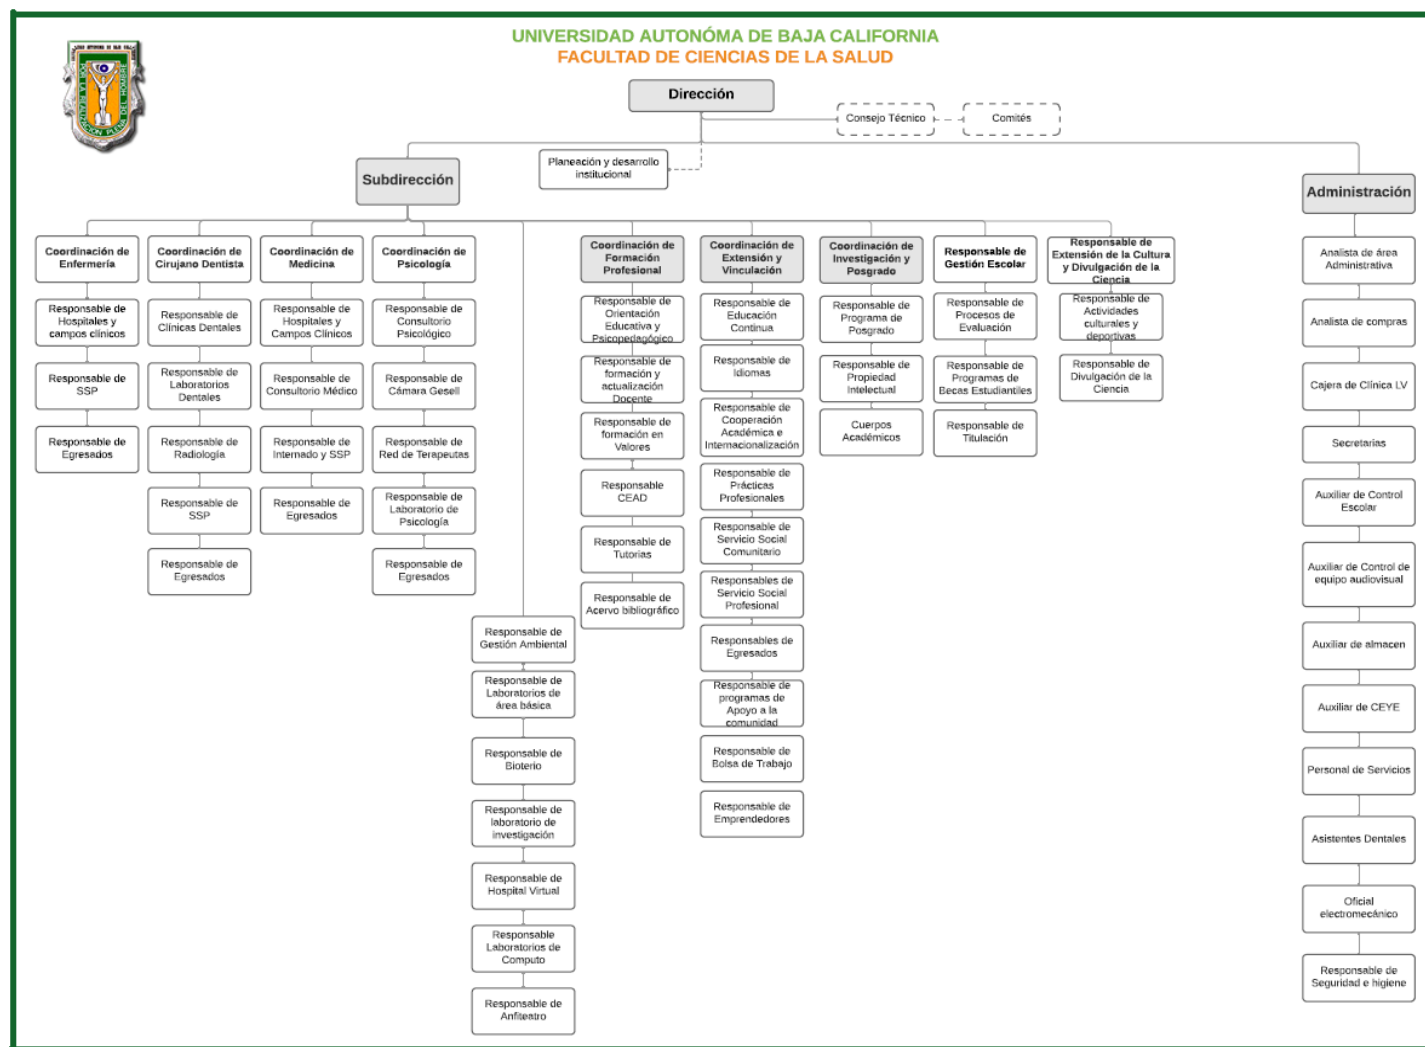 UNIVERSIDAD AUTONÓMA DE BAJA CALIFORNIA
FACULTAD DE CIENCIAS DE LA SALUD
POR LA REALIZACION PLENA DEL HOMBRE
Dirección
Consejo Técnico
Comités
Planeación y desarrollo
institucional
Subdirección
Administración
Coordinación de
Enfermería
Responsable de
Hospitales y
campos clínicos
Responsable de
SSP
Responsable de
Egresados
Coordinación de
Cirujano Dentista
Responsable de
Clínicas Dentales
Responsable de
Laboratorios
Dentales
Responsable de
Radiología
Responsable de
SSP
Responsable de
Egresados
Coordinación de
Medicina
Responsable de
Hospitales y
Campos Clínicos
Responsable de
Consultorio Médico
Responsable de
Internado y SSP
Responsable de
Egresados
Coordinación de
Psicología
Responsable de
Consultorio
Psicológico
Responsable de
Cámara Gesell
Responsable de
Red de Terapeutas
Responsable de
Laboratorio de
Psicología
Responsable de
Egresados
Responsable de
Gestión Ambiental
Responsable de
Laboratorios de
área básica
Responsable de
Bioterio
Responsable de
laboratorio de
investigación
Responsable de
Hospital Virtual
Responsable
Laboratorios de
Computo
Responsable de
Anfiteatro
Coordinación de
Formación
Profesional
Responsable de
Orientación
Educativa y
Psicopedagógico
Responsable de
formación y
actualización
Docente
Responsable de
formación en
Valores
Responsable
CEAD
Responsable de
Tutorias
Responsable de
Acervo bibliográfico
Coordinación de
Extensión y
Vinculación
Responsable de
Educación
Continua
Responsable de
Idiomas
Responsable de
Cooperación
Académica e
Internacionalización
Responsable de
Prácticas
Profesionales
Responsable de
Servicio Social
Comunitario
Responsables de
Servicio Social
Profesional
Responsables de
Egresados
Responsable de
programas de
Apoyo a la
comunidad
Responsable de
Bolsa de Trabajo
Responsable de
Emprendedores
Coordinación de
Investigación y
Posgrado
Responsable de
Programa de
Posgrado
Responsable de
Propiedad
Intelectual
Cuerpos
Académicos
Responsable de
Gestión Escolar
Responsable de
Procesos de
Evaluación
Responsable de
Programas de
Becas Estudiantiles
Responsable de
Titulación
Responsable de
Extensión de la Cultura
y Divulgación de la
Ciencia
Responsable de
Actividades
culturales y
deportivas
Responsable de
Divulgación de la
Ciencia
Analista de área
Administrativa
Analista de compras
Cajera de Clínica LV
Secretarias
Auxiliar de Control
Escolar
Auxiliar de Control de
equipo audiovisual
Auxiliar de almacen
Auxiliar de CEYE
Personal de Servicios
Asistentes Dentales
Oficial
electromecánico
Responsable de
Seguridad e higiene